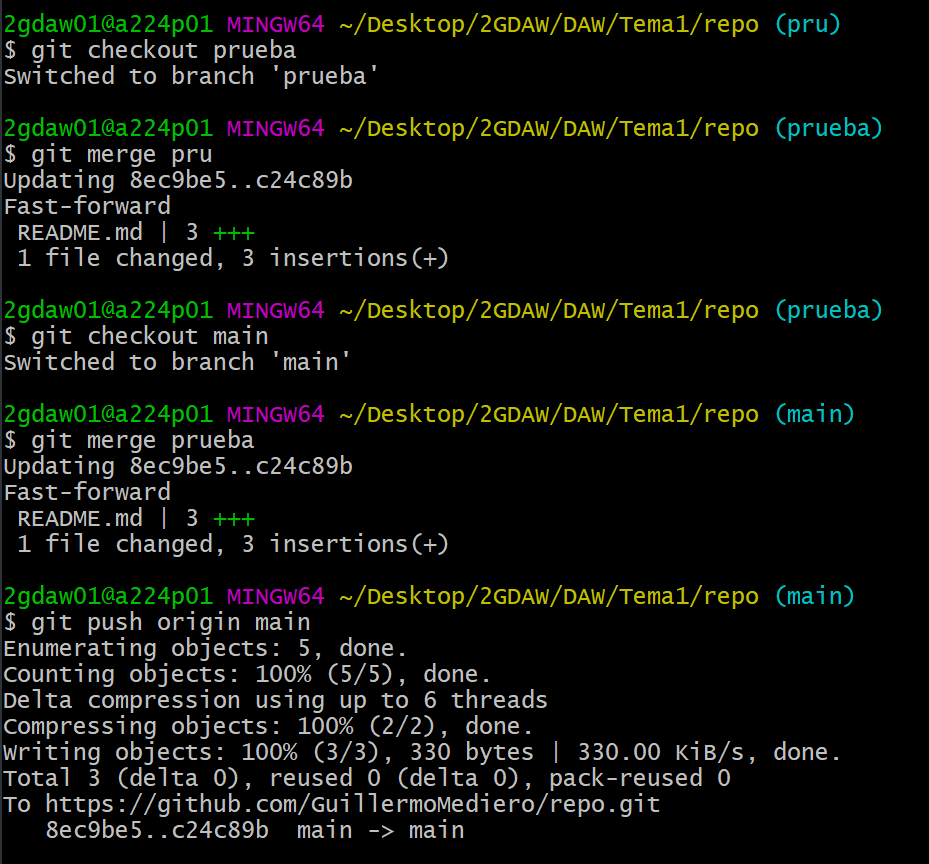 2gdaw01@a224p01 MINGW64 ~/Desktop/2GDAW/DAW/Tema1/repo (pru)
$ git checkout prueba
Switched to branch 'prueba'
2gdaw01@a224p01 MINGW64 ~/Desktop/2GDAW/DAW/Tema1/repo (prueba)
$ git merge pru
Updating 8ec9be5..c24c89b
Fast-forward
 README.md | 3 +++
 1 file changed, 3 insertions(+)
2gdaw01@a224p01 MINGW64 ~/Desktop/2GDAW/DAW/Tema1/repo (prueba)
$ git checkout main
Switched to branch 'main'
2gdaw01@a224p01 MINGW64 ~/Desktop/2GDAW/DAW/Tema1/repo (main)
$ git merge prueba
Updating 8ec9be5..c24c89b
Fast-forward
 README.md | 3 +++
 1 file changed, 3 insertions(+)
2gdaw01@a224p01 MINGW64 ~/Desktop/2GDAW/DAW/Tema1/repo (main)
$ git push origin main
Enumerating objects: 5, done.
Counting objects: 100% (5/5), done.
Delta compression using up to 6 threads
Compressing objects: 100% (2/2), done.
Writing objects: 100% (3/3), 330 bytes | 330.00 KiB/s, done.
Total 3 (delta 0), reused 0 (delta 0), pack-reused 0
To https://github.com/GuillermoMediero/repo.git
   8ec9be5..c24c89b  main -> main